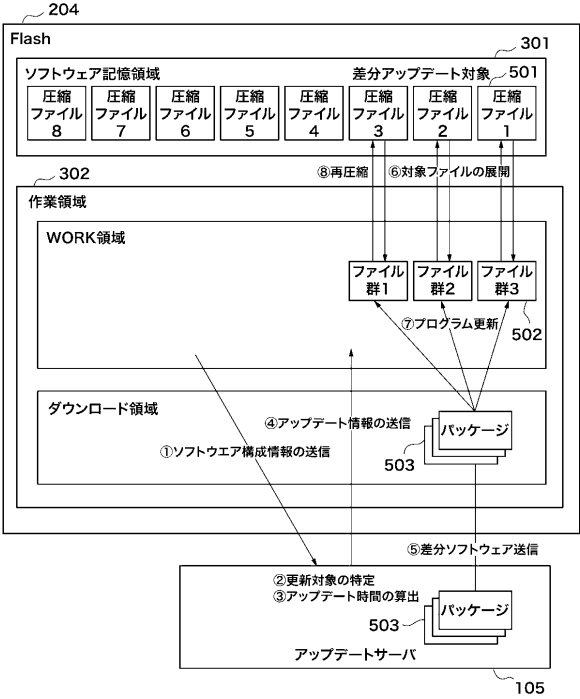 204
Flash
301
ソフトウェア記憶領域
差分アップデート対象
501
圧縮
ファイル
8
圧縮
ファイル
7
圧縮
ファイル
6
圧縮
ファイル
5
圧縮
ファイル
4
圧縮
ファイル
3
圧縮
ファイル
2
圧縮
ファイル
1
302
⑧再圧縮
⑥対象ファイルの展開
作業領域
WORK領域
ファイル
群1
ファイル
群2
ファイル
群3
502
⑦プログラム更新
ダウンロード領域
④アップデート情報の送信
パッケージ
503
①ソフトウエア構成情報の送信
⑤差分ソフトウェア送信
②更新対象の特定
③アップデート時間の算出
パッケージ
503
アップデートサーバ
105